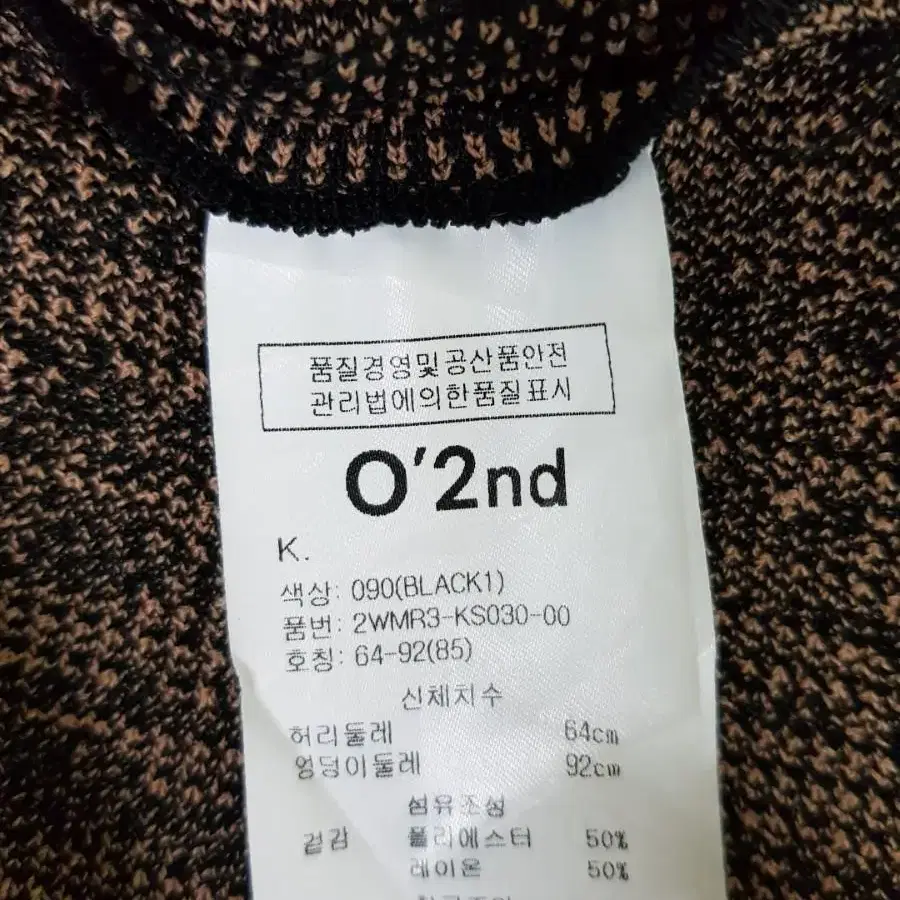 품질경영및공산품안전
관리법에의한품질표시
O'2nd
K.
색상: 090(BLACK1)
품번: 2WMR3-KS030-00
호칭: 64-92(85)
신체치수
허리둘레 64cm
엉덩이둘레 92cm
섬유조성
겉감 폴리에스터 50%
레이온 50%